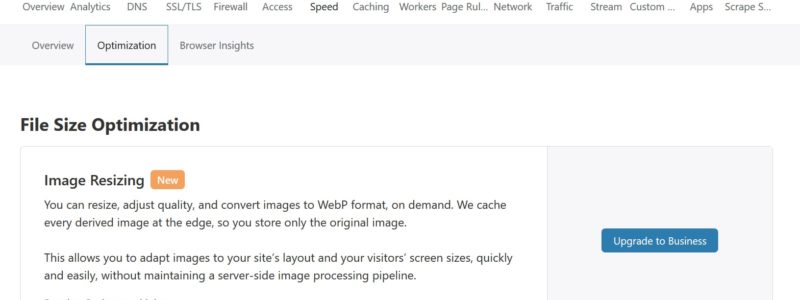 Overview Analytics DNS SSL/TLS Firewall Access Speed Caching Workers Page Rul... Network Traffic Stream Custom ... Apps Scrape S...
Overview Optimization Browser Insights
File Size Optimization
Image Resizing New
You can resize, adjust quality, and convert images to WebP format, on demand. We cache
every derived image at the edge, so you store only the original image.
Upgrade to Business
This allows you to adapt images to your site's layout and your visitors' screen sizes, quickly
and easily, without maintaining a server-side image processing pipeline.